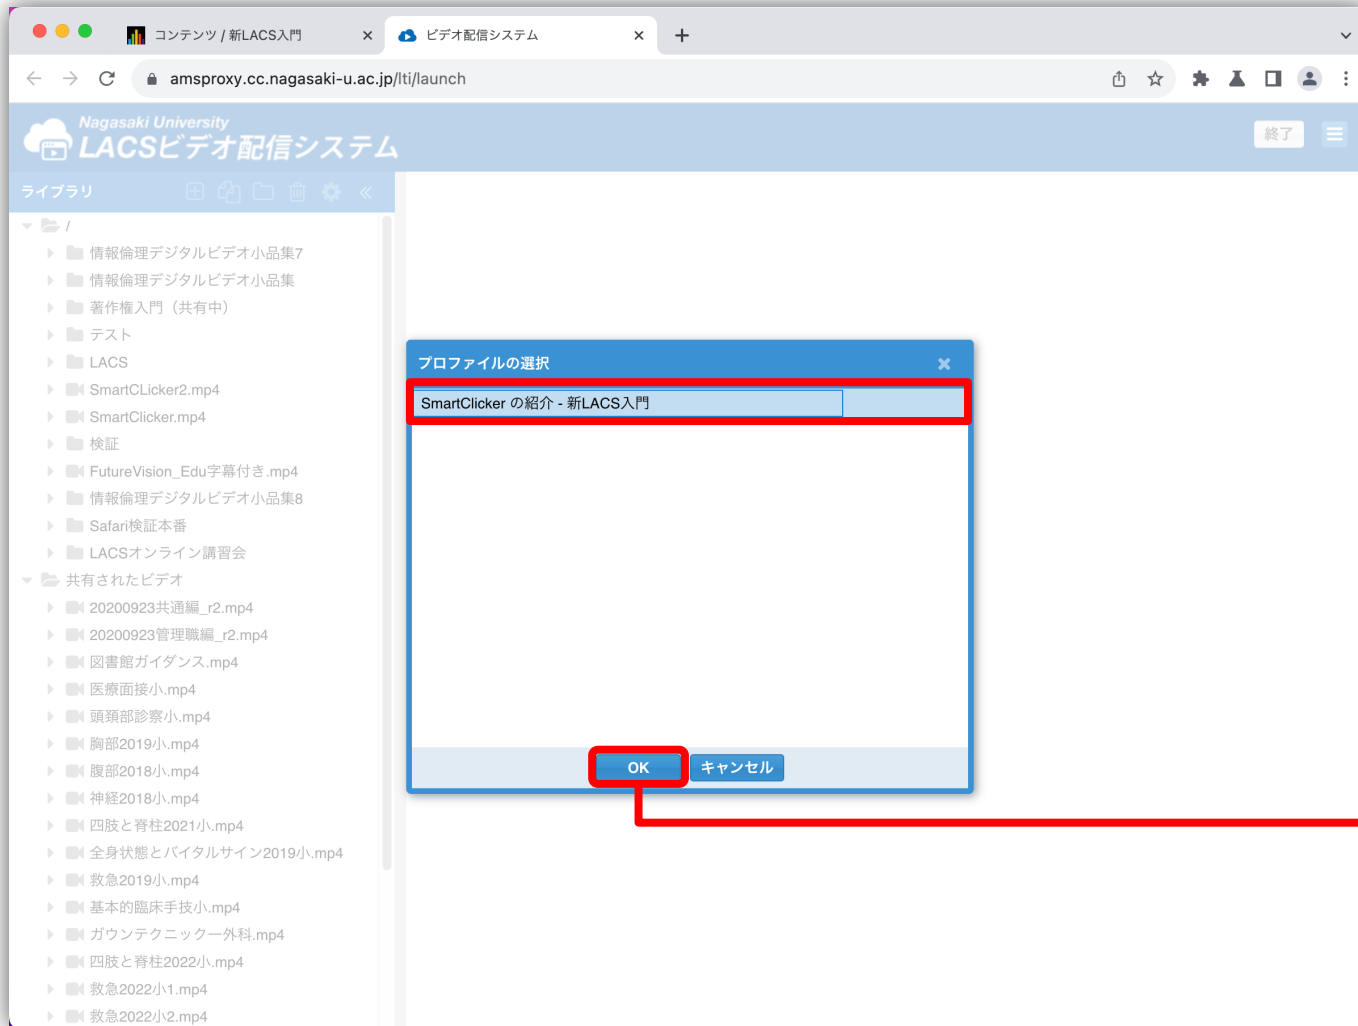 コンテンツ / 新LACS入門
ビデオ配信システム
amsproxy.cc.nagasaki-u.ac.jp/lti/launch
Nagasaki University
LACSビデオ配信システム
終了
ライブラリ
/
情報倫理デジタルビデオ小品集7
情報倫理デジタルビデオ小品集
著作権入門（共有中）
テスト
LACS
SmartCLicker2.mp4
SmartClicker.mp4
検証
FutureVision_Edu字幕付き.mp4
情報倫理デジタルビデオ小品集8
Safari検証本番
LACSオンライン講習会
共有されたビデオ
20200923共通編_r2.mp4
20200923管理職編_r2.mp4
図書館ガイダンス.mp4
医療面接小.mp4
頭頚部診察小.mp4
胸部2019小.mp4
腹部2018小.mp4
神経2018小.mp4
四肢と脊柱2021小.mp4
全身状態とバイタルサイン2019小.mp4
救急2019小.mp4
基本的臨床手技小.mp4
ガウンテクニックー外科.mp4
四肢と脊柱2022小.mp4
救急2022小1.mp4
救急2022小2.mp4
プロファイルの選択
SmartClicker の紹介 - 新LACS入門
OK
キャンセル